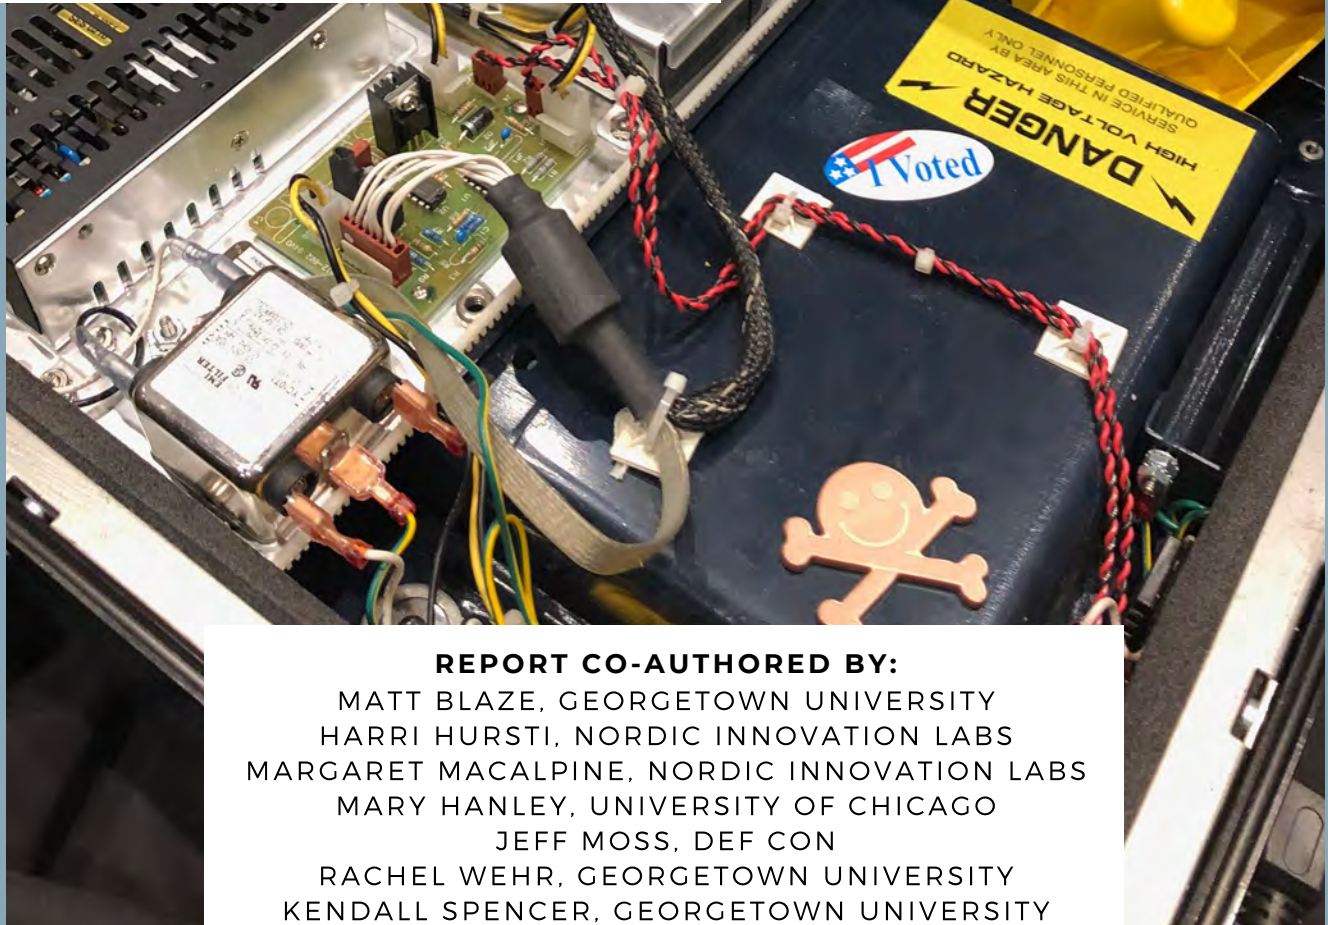 DANGER
HIGH VOLTAGE HAZARD
SERVICE IN THIS AREA BY
QUALIFIED PERSONNEL ONLY
I Voted
EMI
FILTER
REPORT CO-AUTHORED BY:
MATT BLAZE, GEORGETOWN UNIVERSITY
HARRI HURSTI, NORDIC INNOVATION LABS
MARGARET MACALPINE, NORDIC INNOVATION LABS
MARY HANLEY, UNIVERSITY OF CHICAGO
JEFF MOSS, DEF CON
RACHEL WEHR, GEORGETOWN UNIVERSITY
KENDALL SPENCER, GEORGETOWN UNIVERSITY